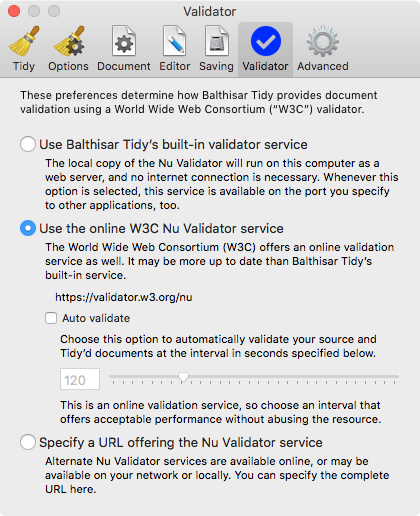 Validator
Tidy Options Document Editor Saving Validator Advanced
These preferences determine how Balthisar Tidy provides document
validation using a World Wide Web Consortium (“W3C”) validator.
Use Balthisar Tidy’s built-in validator service
The local copy of the Nu Validator will run on this computer as a
web server, and no internet connection is necessary. Whenever this
option is selected, this service is available on the port you specify
to other applications, too.
Use the online W3C Nu Validator service
The World Wide Web Consortium (W3C) offers an online validation
service as well. It may be more up to date than Balthisar Tidy’s
built-in service.
https://validator.w3.org/nu
Auto validate
Choose this option to automatically validate your source and
Tidy’d documents at the interval in seconds specified below.
120
This is an online validation service, so choose an interval that
offers acceptable performance without abusing the resource.
Specify a URL offering the Nu Validator service
Alternate Nu Validator services are available online, or may be
available on your network or locally. You can specify the complete
URL here.